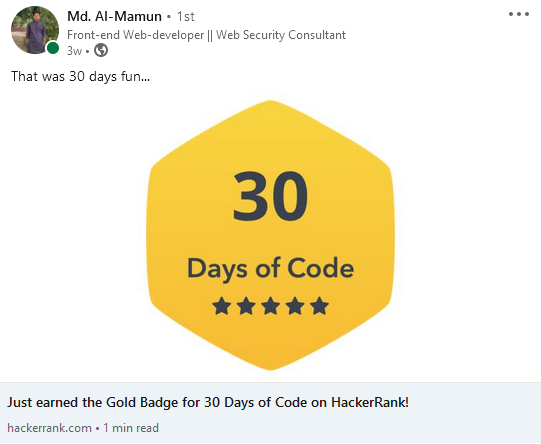 Md. Al-Mamun • 1st
Front-end Web-developer || Web Security Consultant
3w •
That was 30 days fun...
30
Days of Code
Just earned the Gold Badge for 30 Days of Code on HackerRank!
hackerrank.com • 1 min read